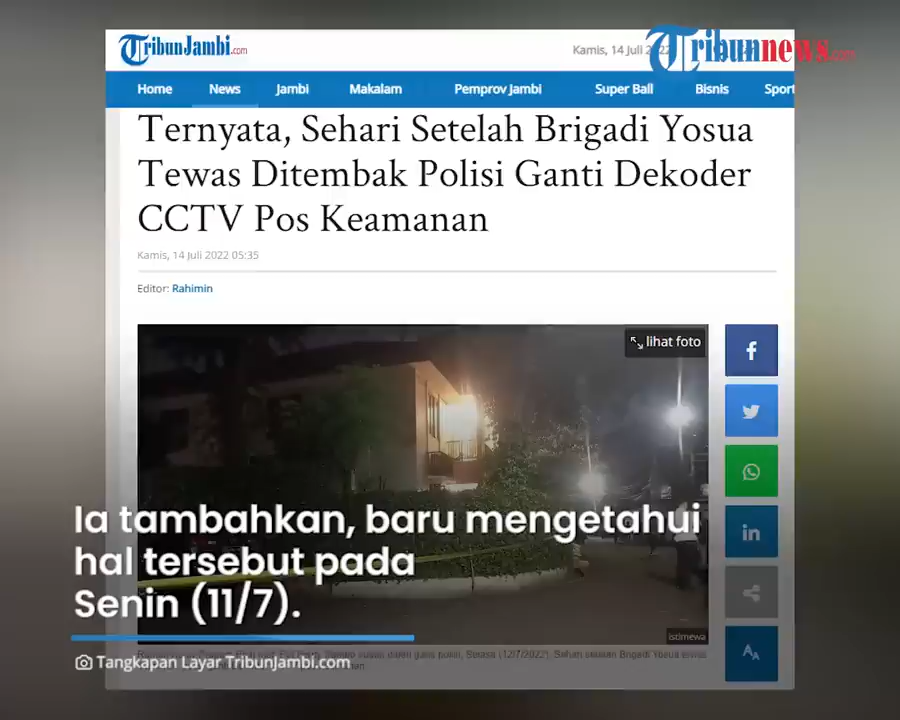 TribunJambi.com
Kamis, 14 Juli 2022
Tribunnews.com
Home News Jambi Makalam Pemprov Jambi Super Ball Bisnis Sport
Ternyata, Sehari Setelah Brigadi Yosua
Tewas Ditembak Polisi Ganti Dekoder
CCTV Pos Keamanan
Kamis, 14 Juli 2022 05:35
Editor: Rahimin
lihat foto
Ia tambahkan, baru mengetahui
hal tersebut pada
Senin (11/7).
istimewa
Tangkapan Layar TribunJambi.com